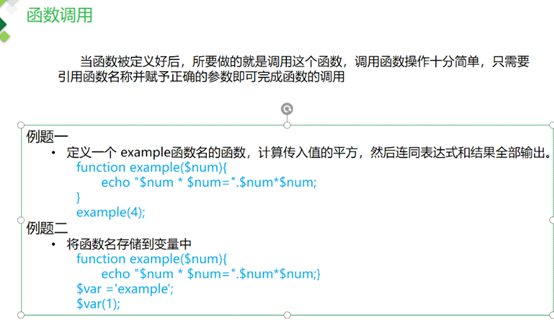 函数调用
当函数被定义好后，所要做的就是调用这个函数，调用函数操作十分简单，只需要
引用函数名称并赋予正确的参数即可完成函数的调用
例题一
• 定义一个 example函数名的函数，计算传入值的平方，然后连同表达式和结果全部输出。
function example($num){
echo "$num * $num=".$num*$num;
}
example(4);
例题二
• 将函数名存储到变量中
function example($num){
echo "$num * $num=".$num*$num;}
$var ='example';
$var(1);